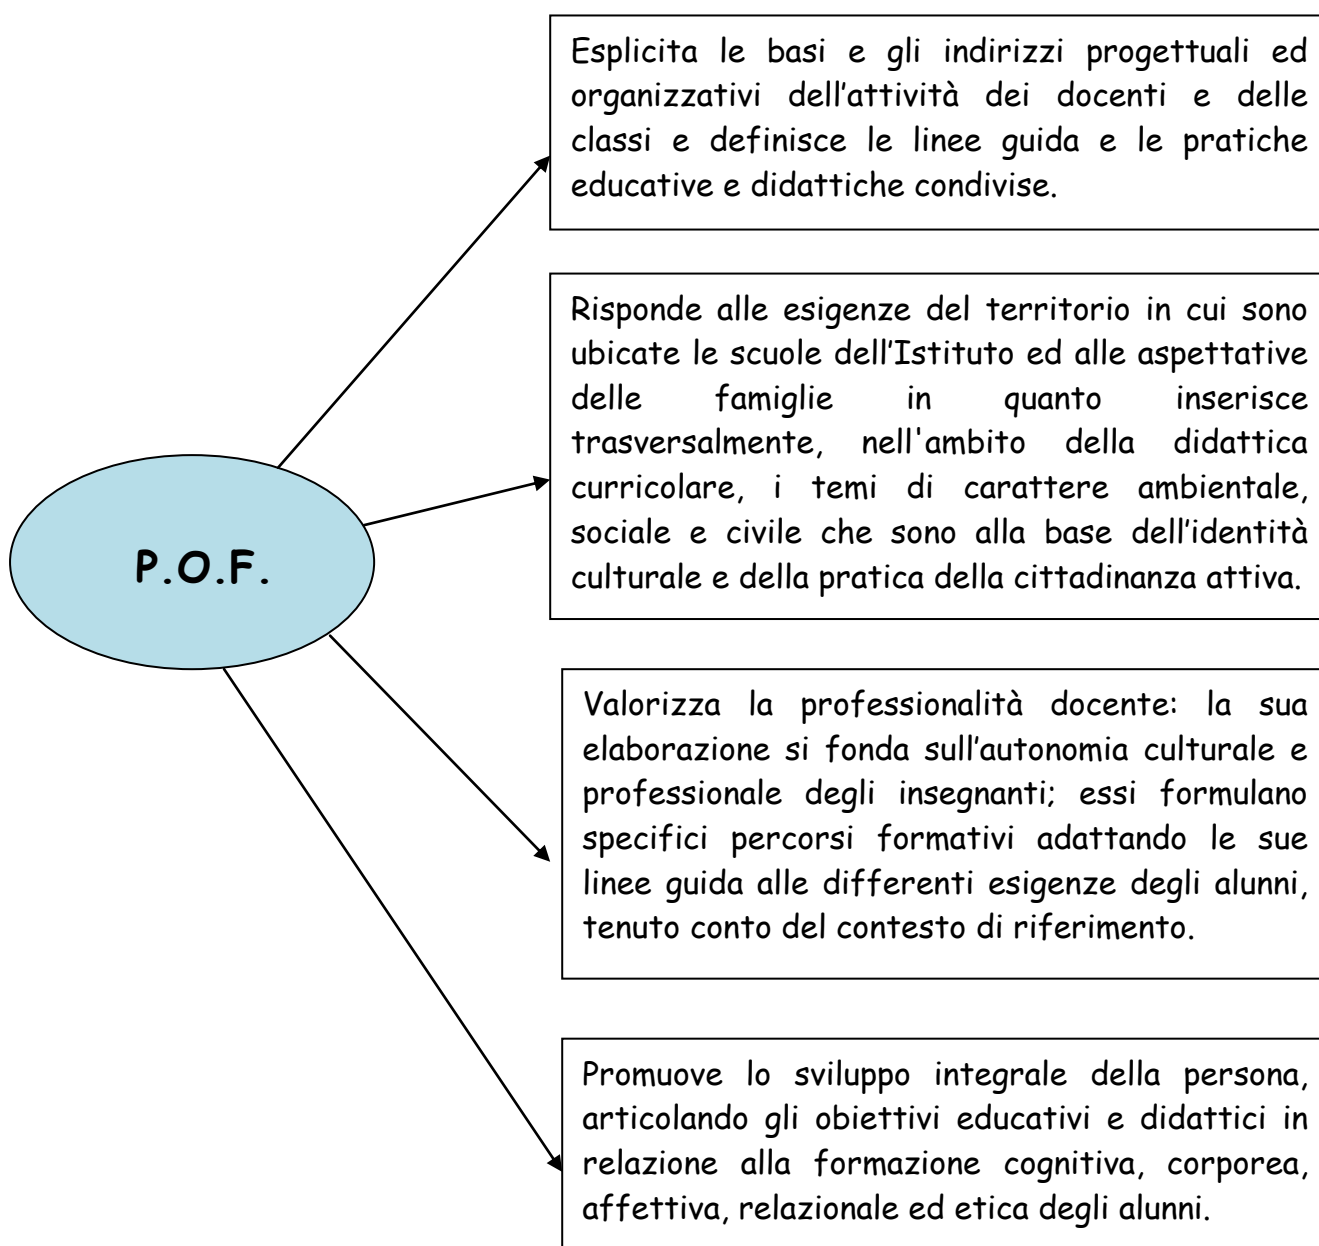 Esplicita le basi e gli indirizzi progettuali ed
organizzativi dell’attività dei docenti e delle
classi e definisce le linee guida e le pratiche
educative e didattiche condivise.
Risponde alle esigenze del territorio in cui sono
ubicate le scuole dell’Istituto ed alle aspettative
delle famiglie in quanto inserisce
trasversalmente, nell'ambito della didattica
curricolare, i temi di carattere ambientale,
sociale e civile che sono alla base dell’identità
culturale e della pratica della cittadinanza attiva.
P.O.F.
Valorizza la professionalità docente: la sua
elaborazione si fonda sull’autonomia culturale e
professionale degli insegnanti; essi formulano
specifici percorsi formativi adattando le sue
linee guida alle differenti esigenze degli alunni,
tenuto conto del contesto di riferimento.
Promuove lo sviluppo integrale della persona,
articolando gli obiettivi educativi e didattici in
relazione alla formazione cognitiva, corporea,
affettiva, relazionale ed etica degli alunni.